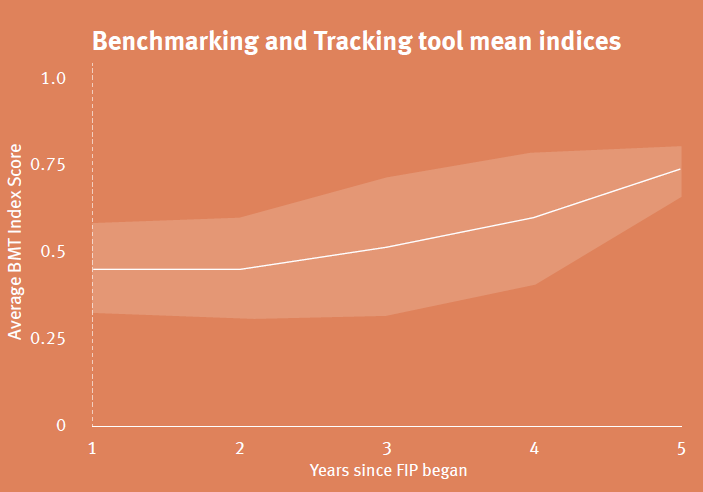 Benchmarking and Tracking tool mean indices
Average BMT Index Score
1.0
0.75
0.5
0.25
0
1 2 3 4 5
Years since FIP began